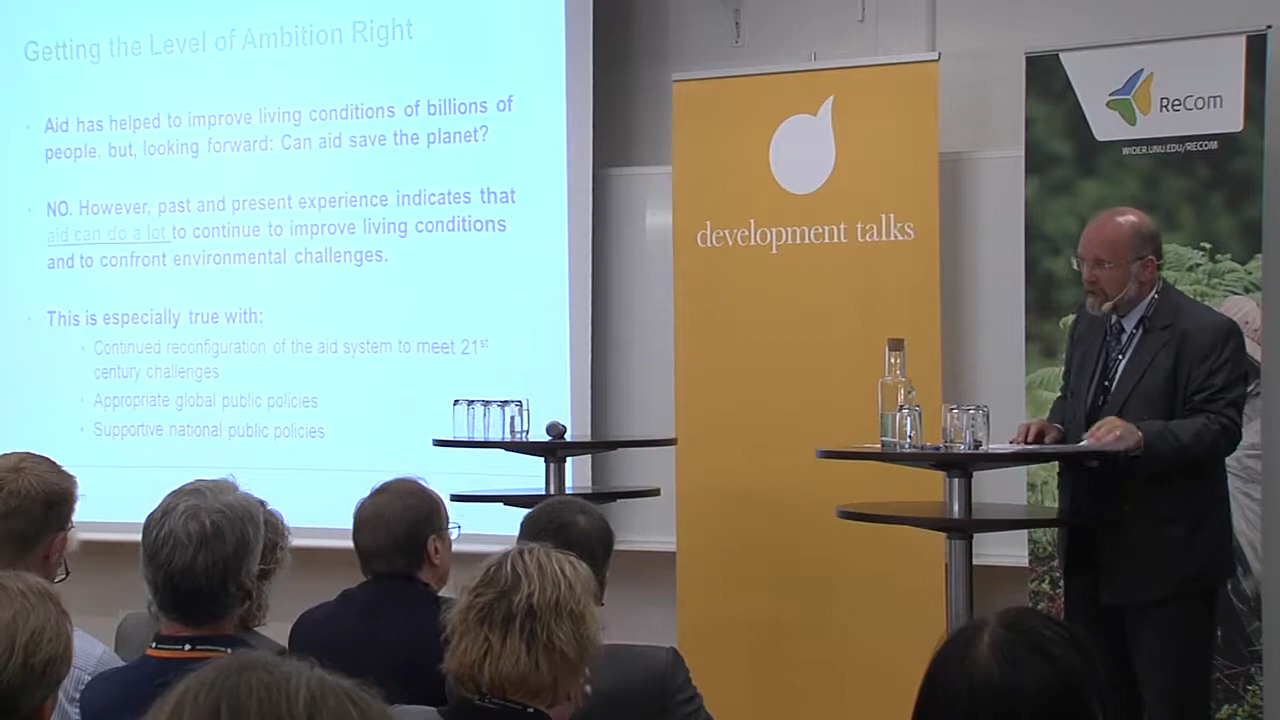 Getting the Level of Ambition Right
Aid has helped to improve living conditions of billions of
people, but, looking forward: Can aid save the planet?
NO. However, past and present experience indicates that
aid can do a lot to continue to improve living conditions
and to confront environmental challenges.
This is especially true with:
Continued reconfiguration of the aid system to meet 21st
century challenges
Appropriate global public policies
Supportive national public policies
development talks
ReCom
WIDER.UNU.EDU/RECOM